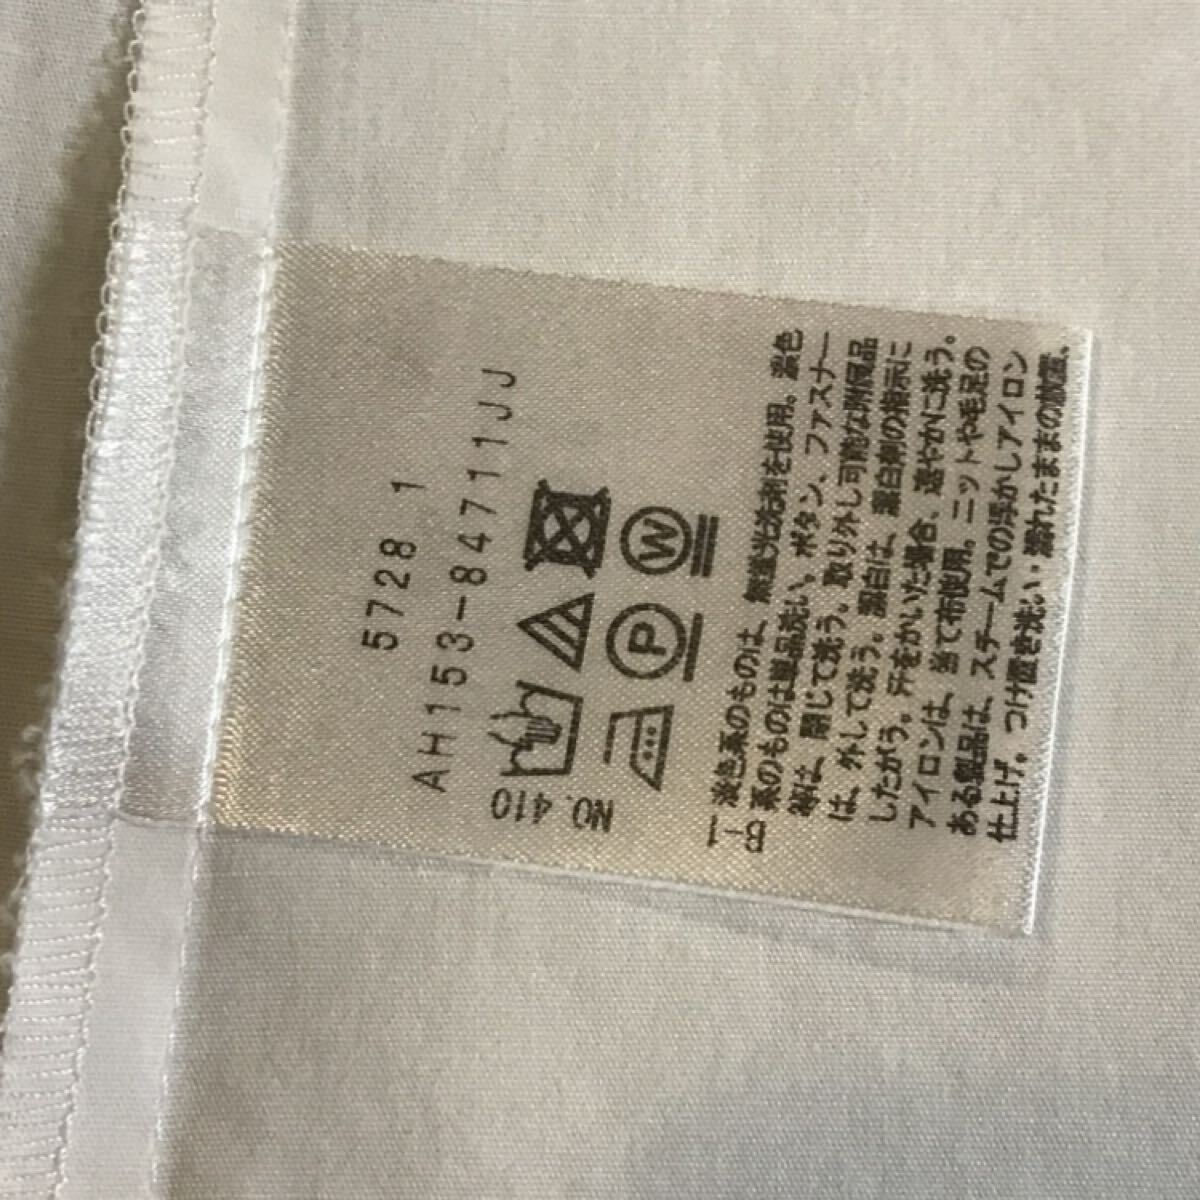 5728 1
AH153-84711JJ
W
P
NO. 410
淡色系のものは、無蛍光洗剤を使用。濃色
系のものは単品洗い。ボタン、ファスナー
等は、閉じて洗う。取り外し可能な附属品
は、外して洗う。漂白は、漂白剤の指示に
したがう。汗をかいた場合、速やかに洗う。
アイロンは、当て布使用。ニットや毛足の
ある製品は、スチームでの浮かしアイロン
仕上げ。つけ置き洗い・濡れたままの放置、